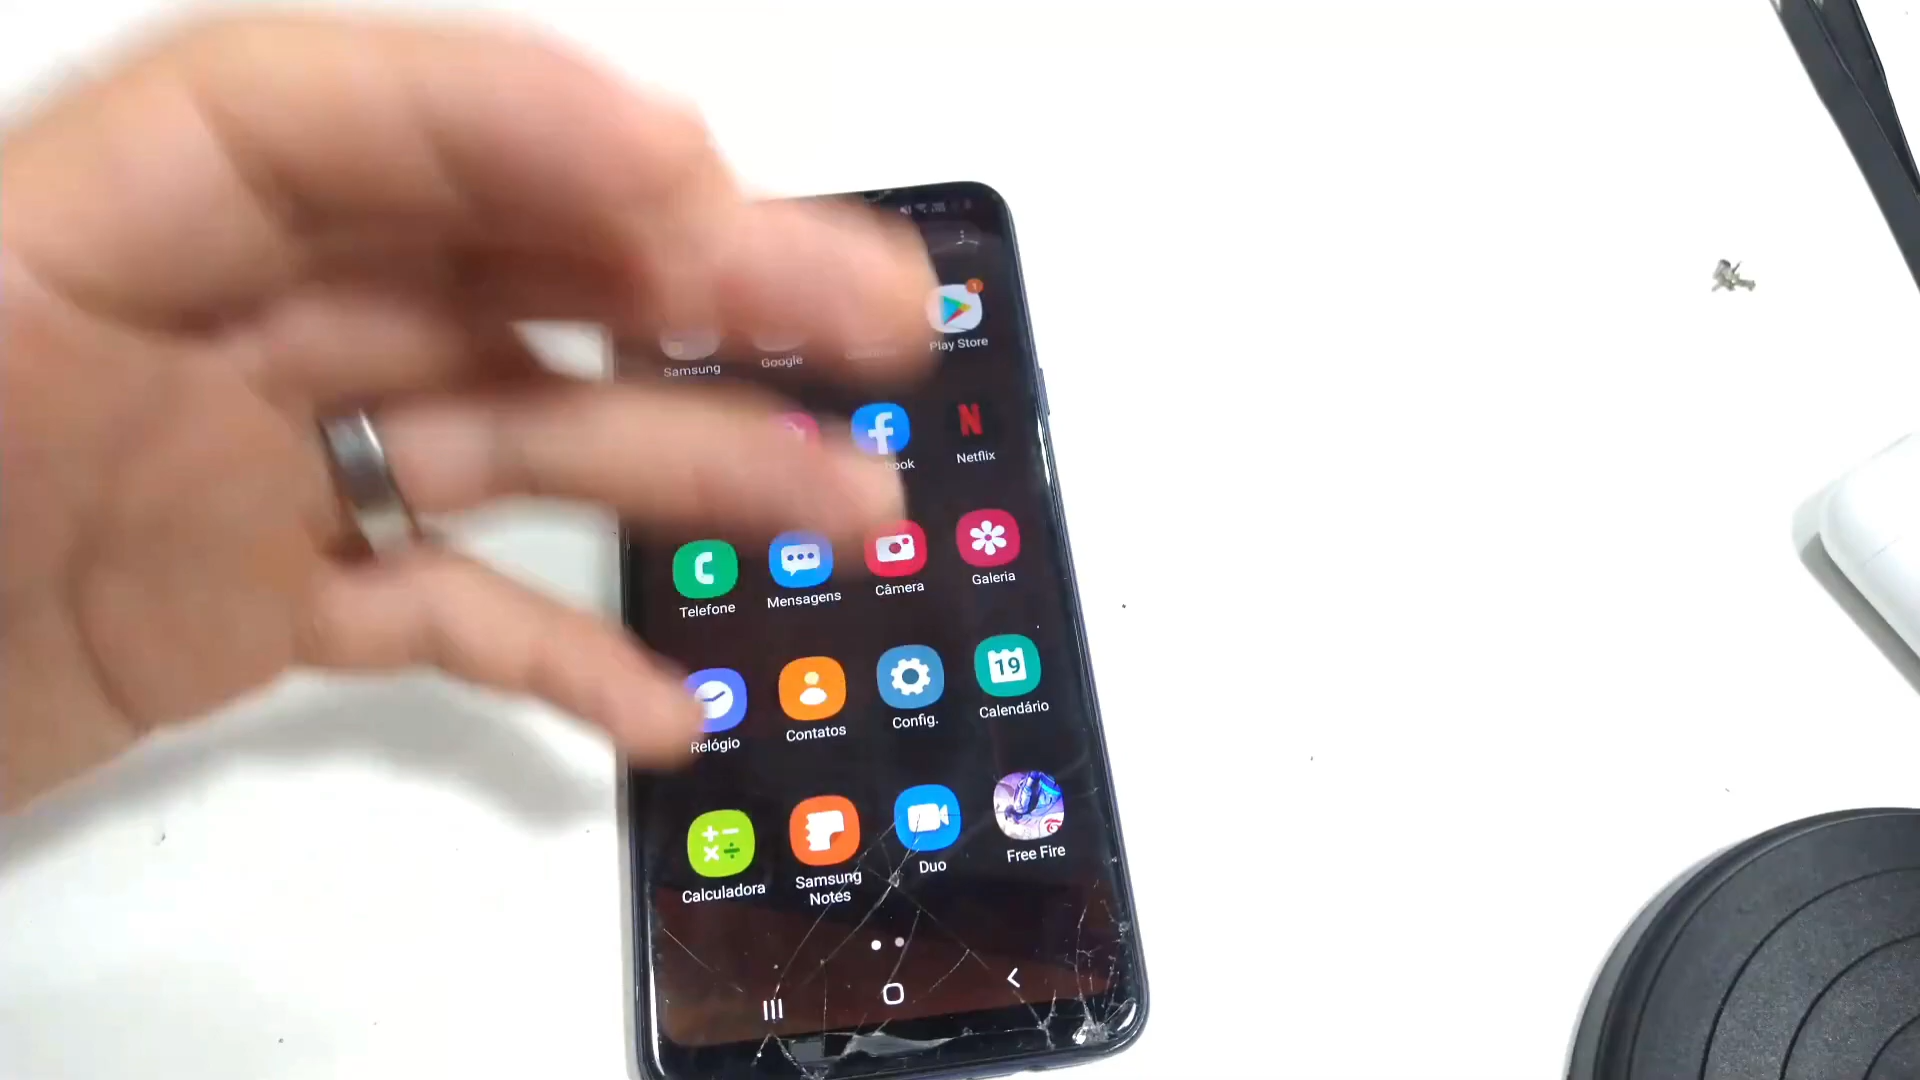 Play Store
Samsung
Google
Netflix
Telefone
Mensagens
Câmera
Galeria
Relógio
Contatos
Config.
19
Calendário
Calculadora
Samsung
Notes
Duo
Free Fire